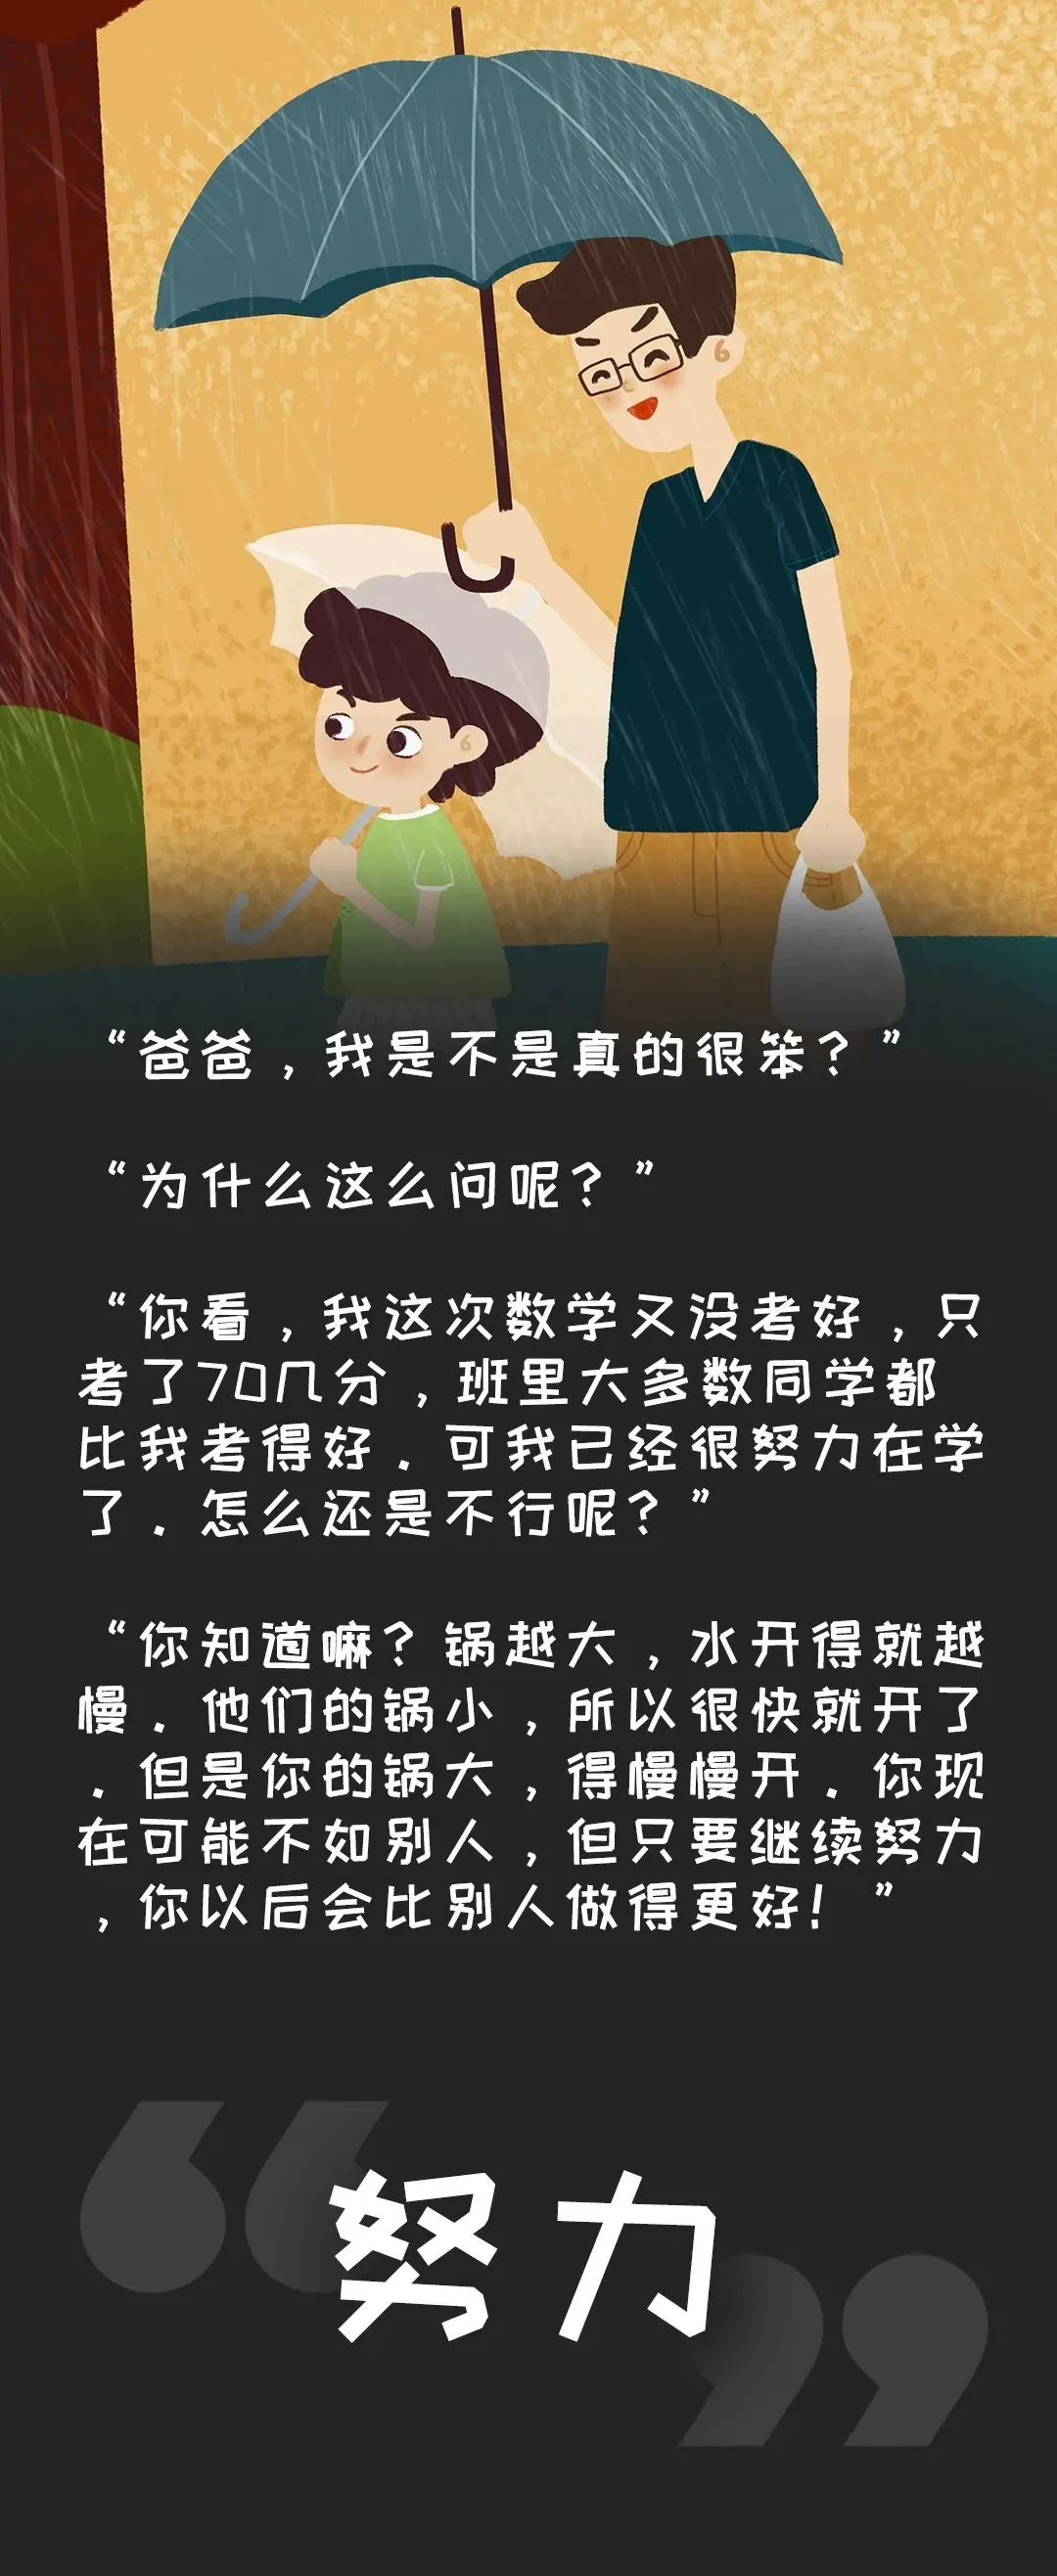 “爸爸，我是不是真的很笨？”
“为什么这么问呢？”
“你看，我这次数学又没考好，只
考了70几分，班里大多数同学都
比我考得好．可我已经很努力在学
了．怎么还是不行呢？”
“你知道嘛？锅越大，水开得就越
慢．他们的锅小，所以很快就开了
．但是你的锅大，得慢慢开．你现
在可能不如别人，但只要继续努力
，你以后会比别人做得更好！”
“努力”